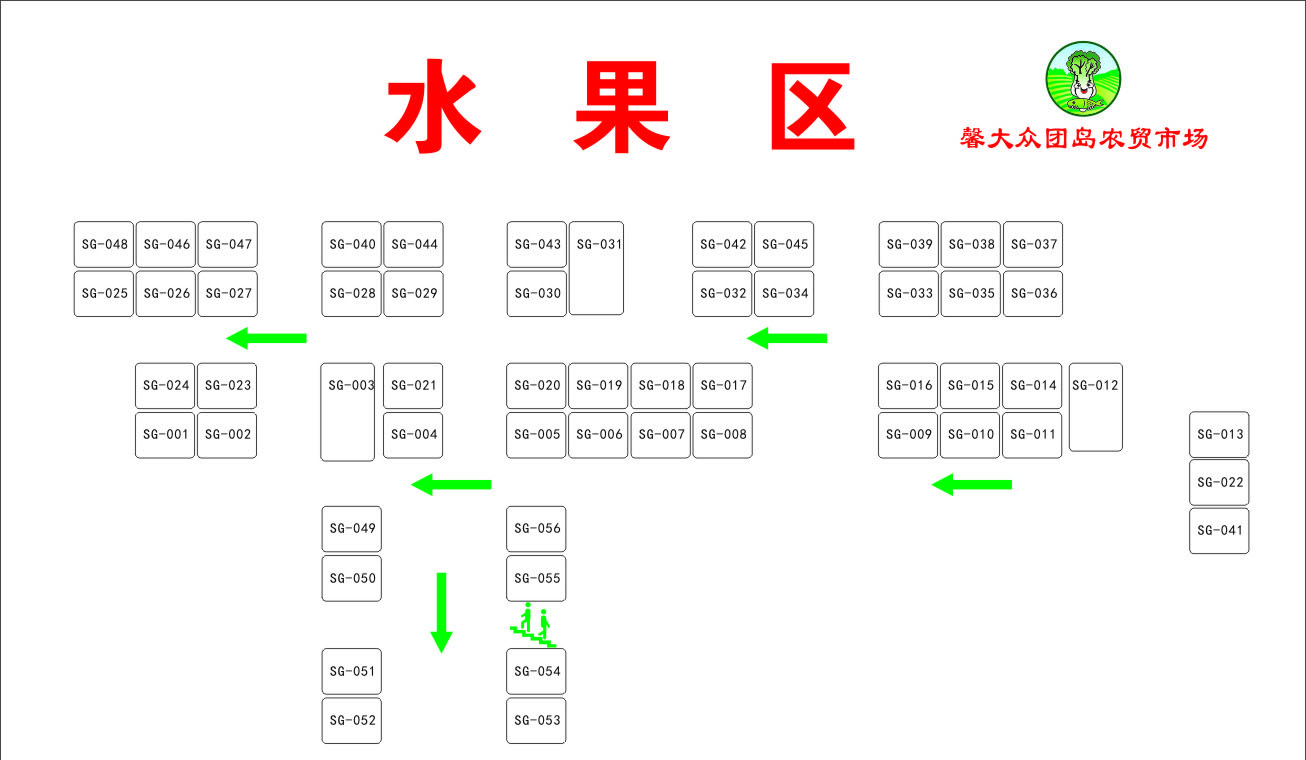 水 果 区
馨大众团岛农贸市场
SG-048 SG-046 SG-047 SG-040 SG-044 SG-043 SG-031 SG-042 SG-045 SG-039 SG-038 SG-037
SG-025 SG-026 SG-027 SG-028 SG-029 SG-030 SG-032 SG-034 SG-033 SG-035 SG-036
SG-024 SG-023 SG-003 SG-021 SG-020 SG-019 SG-018 SG-017 SG-016 SG-015 SG-014 SG-012
SG-001 SG-002 SG-004 SG-005 SG-006 SG-007 SG-008 SG-009 SG-010 SG-011 SG-013
SG-022
SG-049 SG-056 SG-041
SG-050 SG-055
SG-051 SG-054
SG-052 SG-053